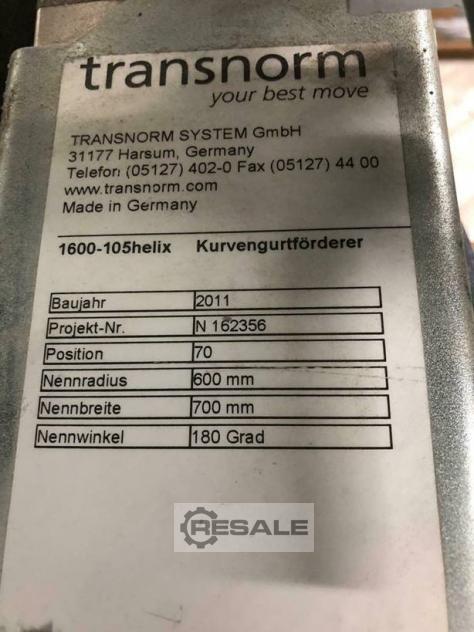 transnorm
your best move
TRANSNORM SYSTEM GmbH
31177 Harsum, Germany
Telefon (05127) 402-0 Fax (05127) 44 00
www.transnorm.com
Made in Germany
1600-105helix Kurvengurtförderer
Baujahr 2011
Projekt-Nr. N 162356
Position 70
Nennradius 600 mm
Nennbreite 700 mm
Nennwinkel 180 Grad
RESALE